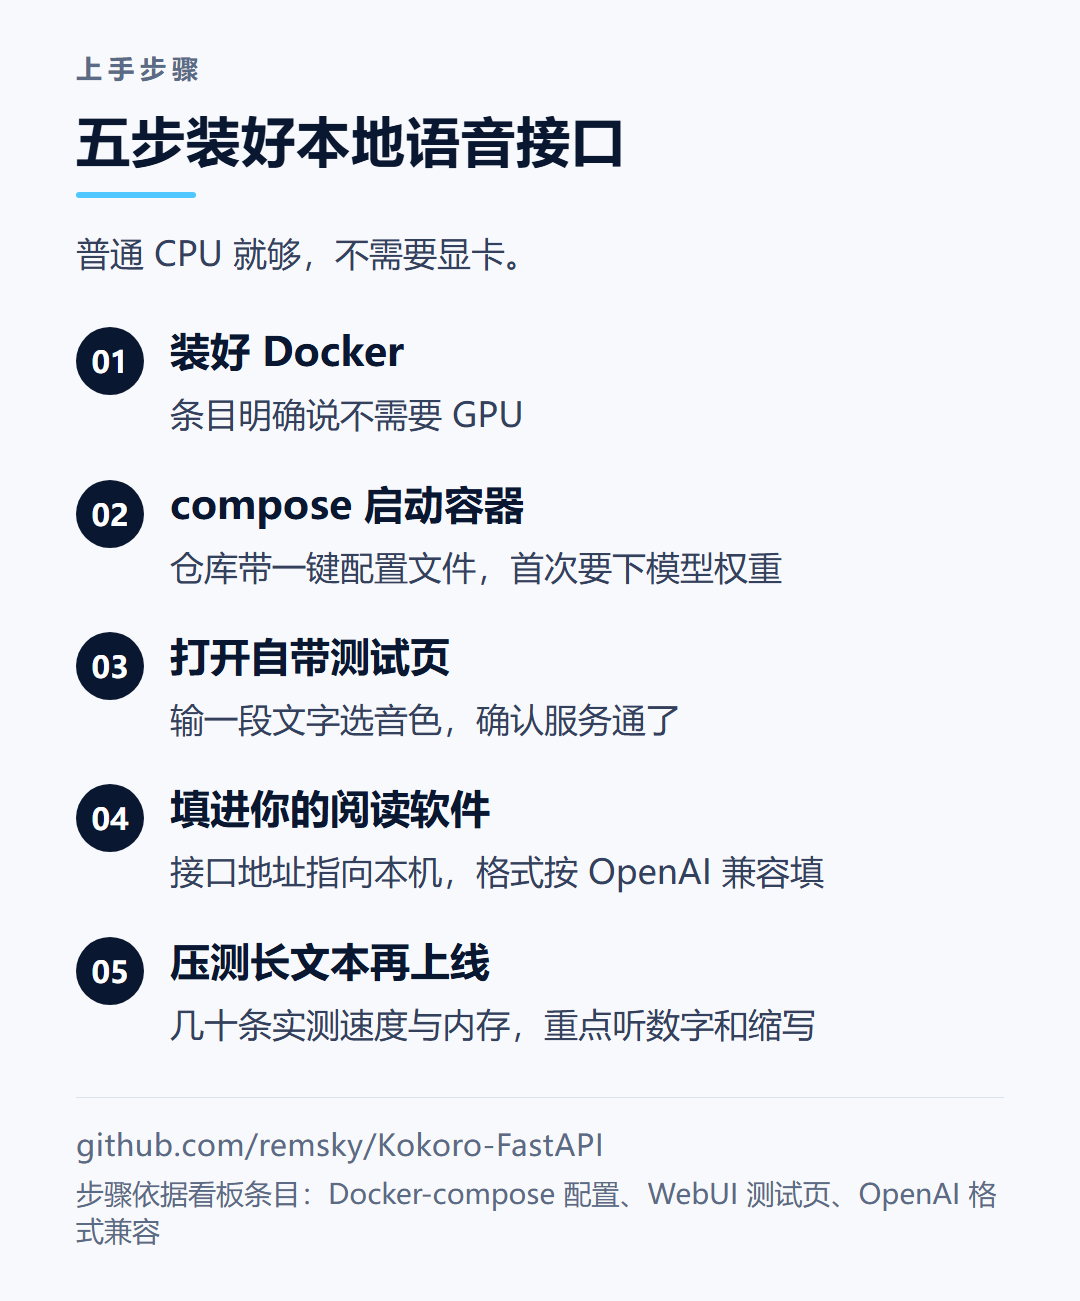 上手步骤
五步装好本地语音接口
普通 CPU 就够，不需要显卡。
01
装好 Docker
条目明确说不需要 GPU
02
compose 启动容器
仓库带一键配置文件，首次要下模型权重
03
打开自带测试页
输一段文字选音色，确认服务通了
04
填进你的阅读软件
接口地址指向本机，格式按 OpenAI 兼容填
05
压测长文本再上线
几十条实测速度与内存，重点听数字和缩写
github.com/remsky/Kokoro-FastAPI
步骤依据看板条目：Docker-compose 配置、WebUI 测试页、OpenAI 格
式兼容